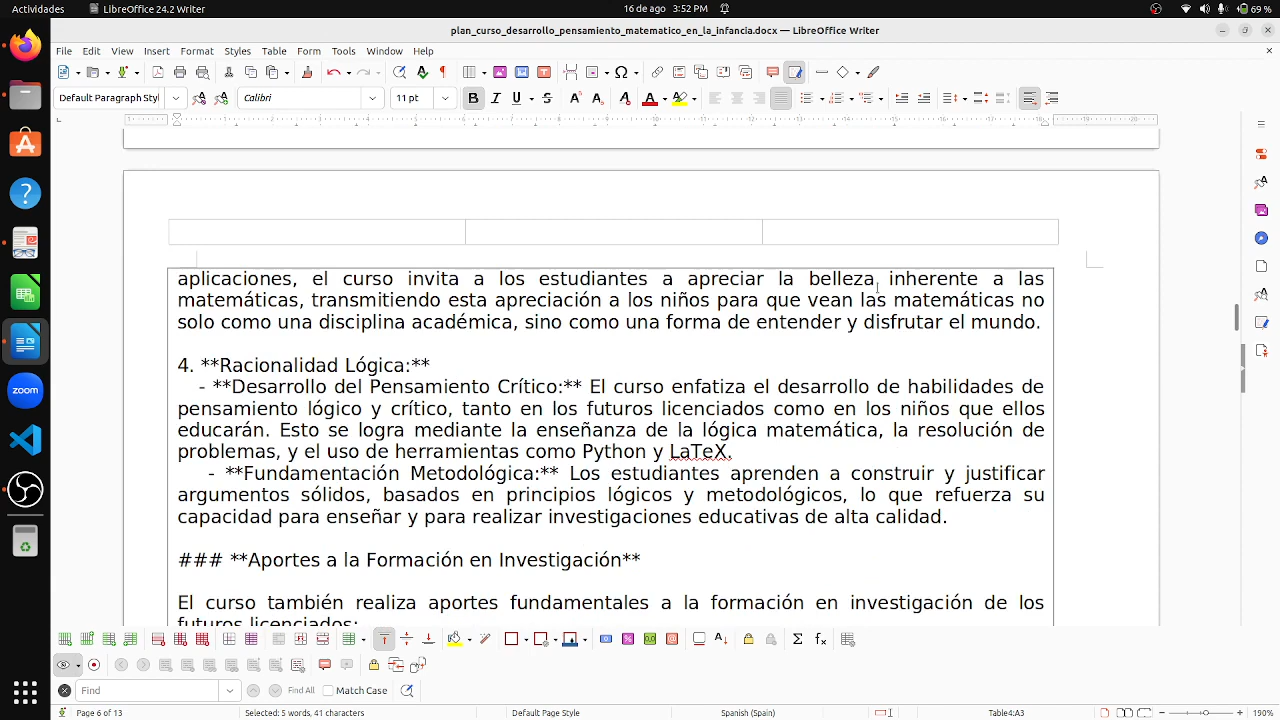 Actividades LibreOffice 24.2 Writer 16 de ago 3:52 PM 69 %
plan_curso_desarrollo_pensamiento_matematico_en_la_infancia.docx — LibreOffice Writer
File Edit View Insert Format Styles Table Form Tools Window Help
Default Paragraph Styl Calibri 11 pt
aplicaciones, el curso invita a los estudiantes a apreciar la belleza inherente a las
matemáticas, transmitiendo esta apreciación a los niños para que vean las matemáticas no
solo como una disciplina académica, sino como una forma de entender y disfrutar el mundo.
4. **Racionalidad Lógica:**
- **Desarrollo del Pensamiento Crítico:** El curso enfatiza el desarrollo de habilidades de
pensamiento lógico y crítico, tanto en los futuros licenciados como en los niños que ellos
educarán. Esto se logra mediante la enseñanza de la lógica matemática, la resolución de
problemas, y el uso de herramientas como Python y LaTeX.
- **Fundamentación Metodológica:** Los estudiantes aprenden a construir y justificar
argumentos sólidos, basados en principios lógicos y metodológicos, lo que refuerza su
capacidad para enseñar y para realizar investigaciones educativas de alta calidad.
### **Aportes a la Formación en Investigación**
El curso también realiza aportes fundamentales a la formación en investigación de los
futuros licenciados:
Find Find All Match Case
Page 6 of 13 Selected: 5 words, 41 characters Default Page Style Spanish (Spain) Table4:A3 190%